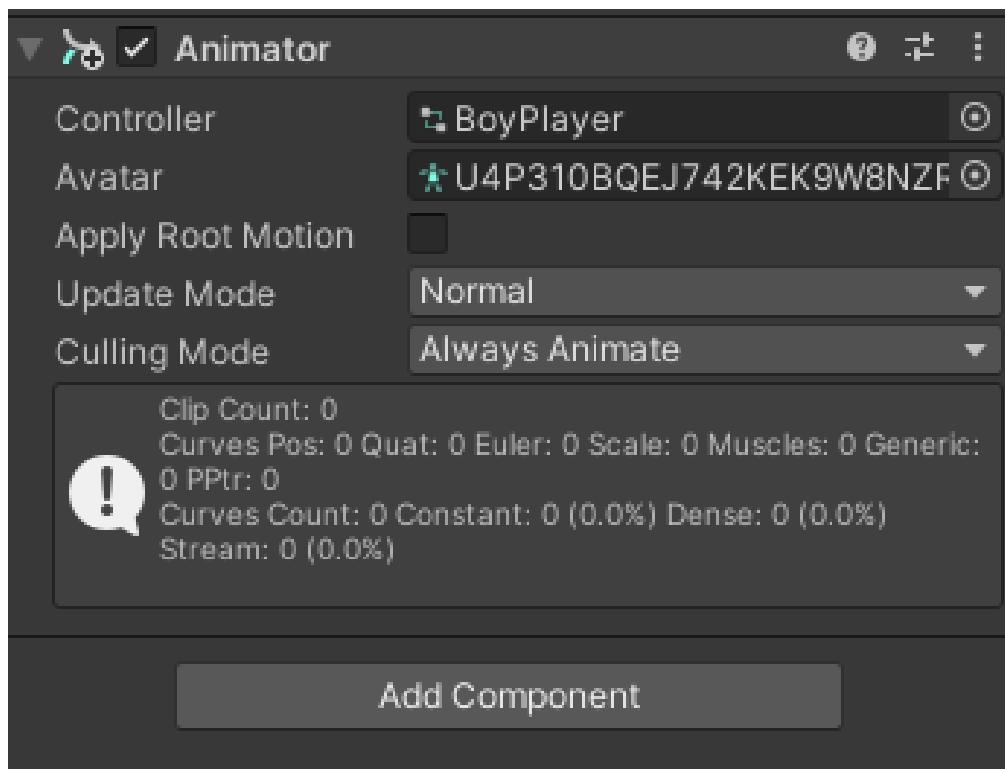 Animator
Controller BoyPlayer
Avatar U4P310BQEJ742KEK9W8NZF
Apply Root Motion
Update Mode Normal
Culling Mode Always Animate
Clip Count: 0
Curves Pos: 0 Quat: 0 Euler: 0 Scale: 0 Muscles: 0 Generic:
0 PPtr: 0
Curves Count: 0 Constant: 0 (0.0%) Dense: 0 (0.0%)
Stream: 0 (0.0%)
Add Component